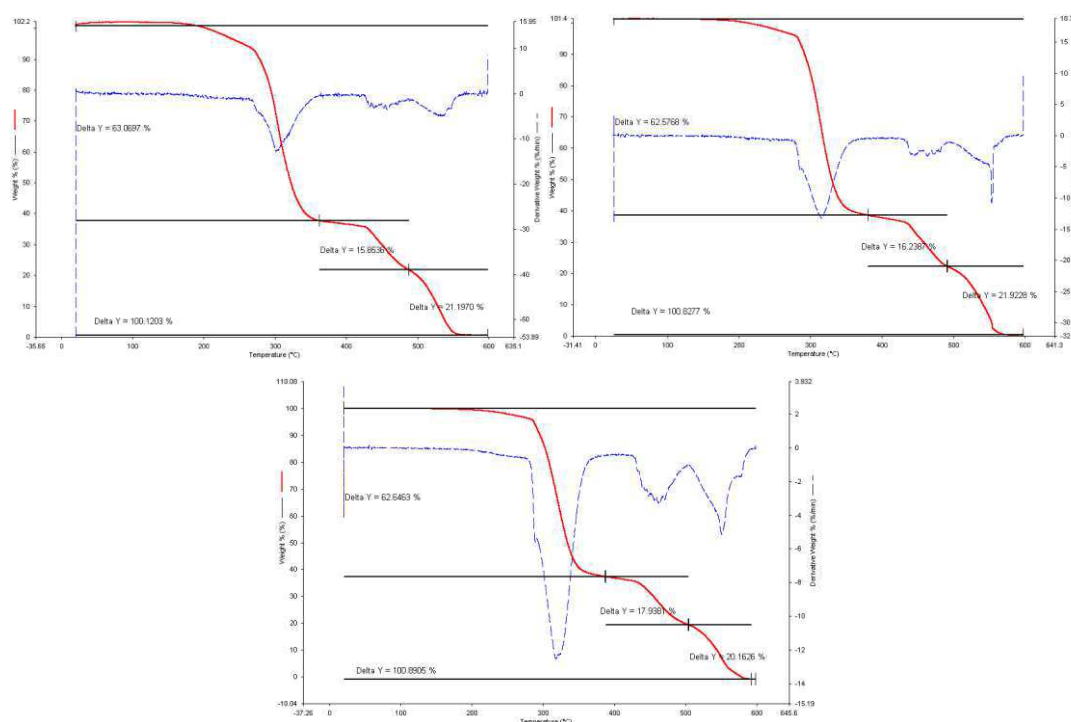 102.2
90
80
70
60
50
40
30
20
10
0
Weight % (%)
15.95
10
0
-10
-20
-30
-40
-50
-53.89
Derivative Weight % (%/min)
Delta Y = 63.0697 %
Delta Y = 15.8536 %
Delta Y = 21.1970 %
Delta Y = 100.1203 %
-35.66 0 100 200 300 400 500 600 635.1
Temperature (°C)
101.4
90
80
70
60
50
40
30
20
10
0
Weight % (%)
15
10
5
0
-5
-10
-15
-20
-25
-30
Derivative Weight % (%/min)
Delta Y = 62.5768 %
Delta Y = 16.2387 %
Delta Y = 21.9228 %
Delta Y = 100.8277 %
-31.41 0 100 200 300 400 500 600 641.3
Temperature (°C)
110.08
100
90
80
70
60
50
40
30
20
10
0
-10.04
Weight % (%)
3.932
2
0
-2
-4
-6
-8
-10
-12
-14
-15.19
Derivative Weight % (%/min)
Delta Y = 62.6463 %
Delta Y = 17.9381 %
Delta Y = 20.1626 %
Delta Y = 100.8905 %
-37.26 0 100 200 300 400 500 600 645.6
Temperature (°C)